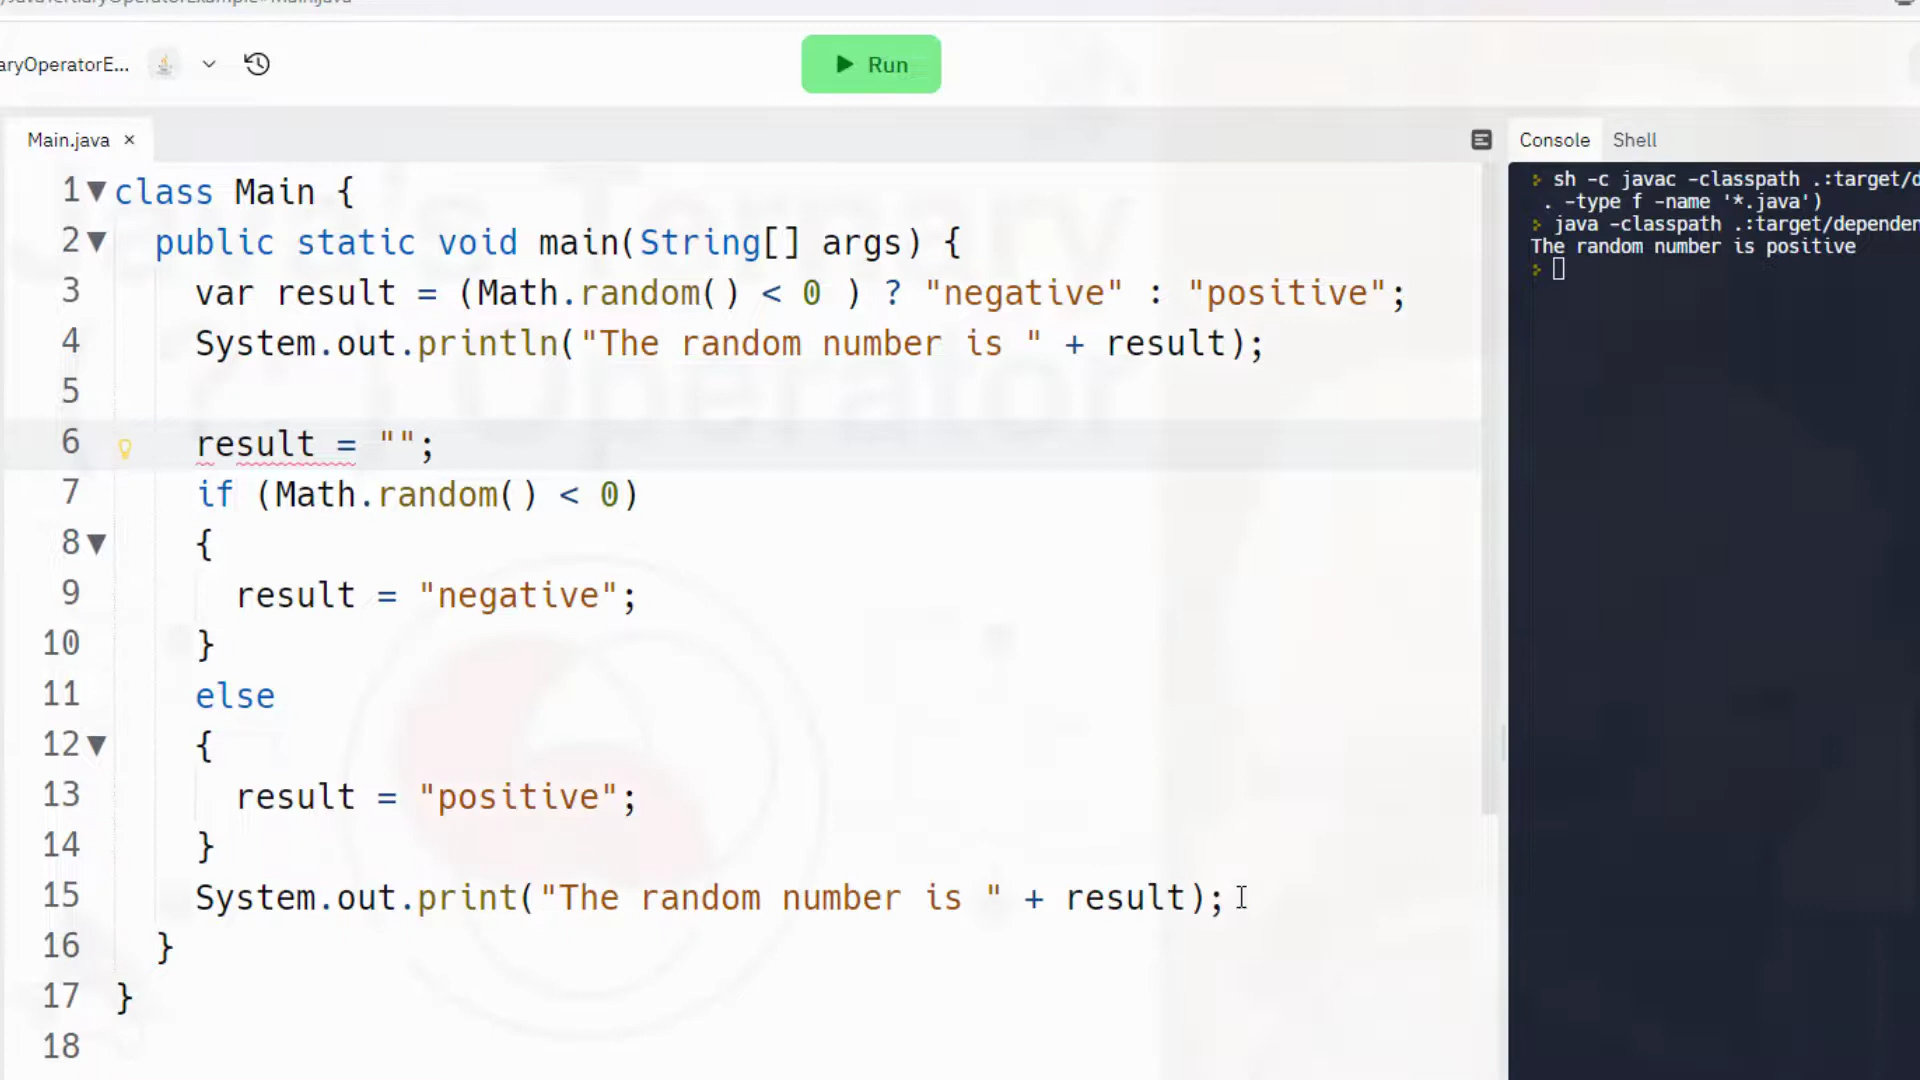 aryOperatorE...
Run
Main.java ×
Console Shell
1 class Main {
2 public static void main(String[] args) {
3 var result = (Math.random() < 0 ) ? "negative" : "positive";
4 System.out.println("The random number is " + result);
5
6 result = "";
7 if (Math.random() < 0)
8 {
9 result = "negative";
10 }
11 else
12 {
13 result = "positive";
14 }
15 System.out.print("The random number is " + result);
16 }
17 }
18
sh -c javac -classpath .:target/d
. -type f -name '*.java')
java -classpath .:target/dependen
The random number is positive
Java's Ternary
Operator